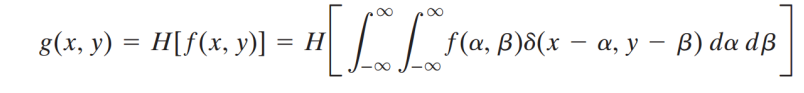 g(x, y) = H[f(x, y)] = H[∫_{-∞}^{∞} ∫_{-∞}^{∞} f(α, β)δ(x − α, y − β) dα dβ]